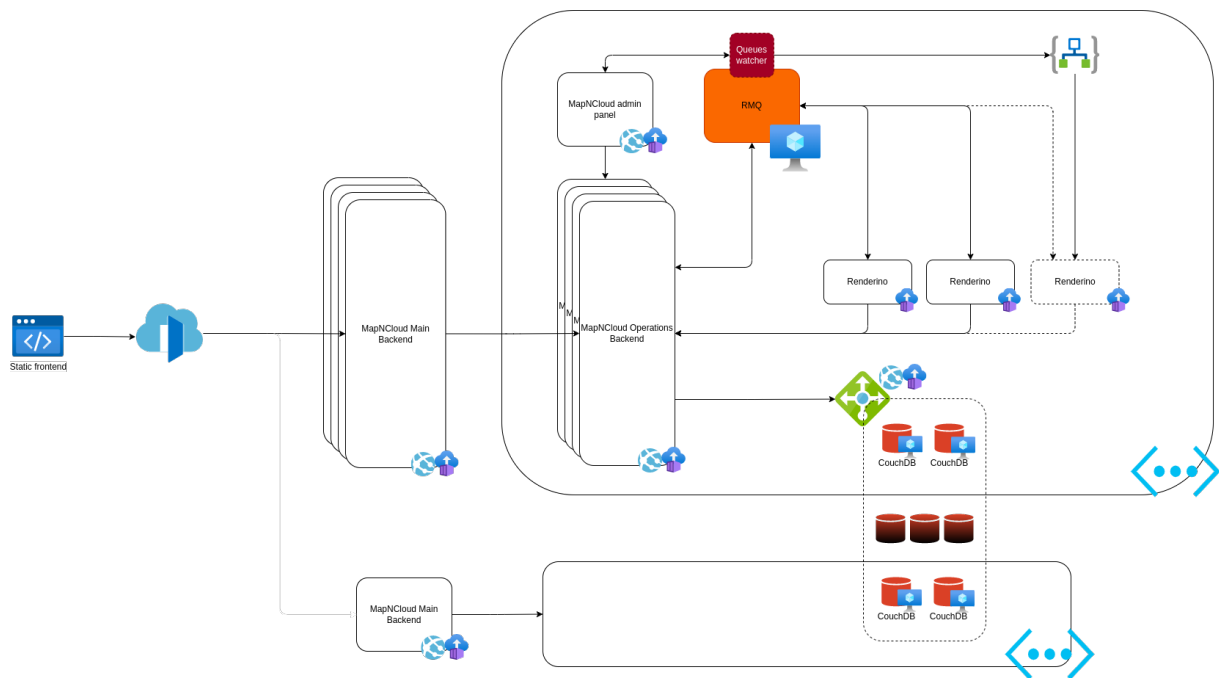 Queues
watcher
MapNCloud admin
panel
RMQ
Renderino
Renderino
Renderino
M
M
M
MapNCloud Main
Backend
MapNCloud Operations
Backend
Static frontend
CouchDB
CouchDB
MapNCloud Main
Backend
CouchDB
CouchDB